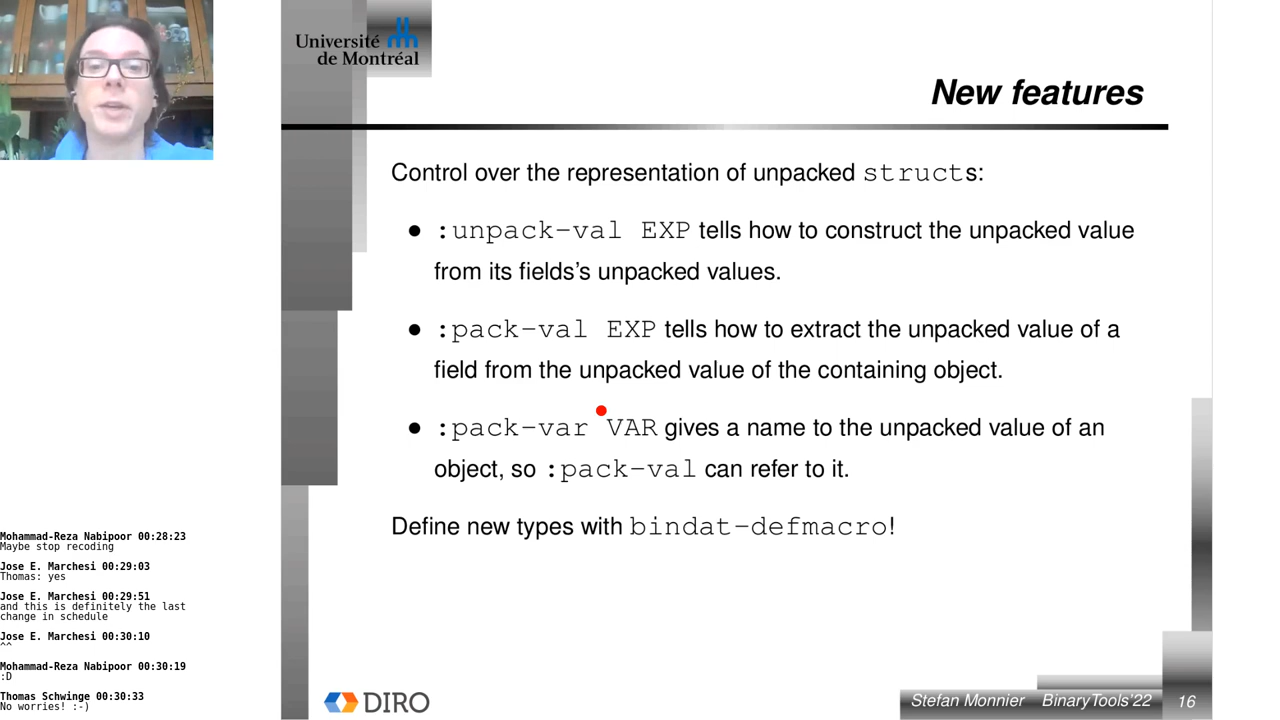 Université
de Montréal
New features
Control over the representation of unpacked structs:
● :unpack-val EXP tells how to construct the unpacked value
from its fields's unpacked values.
● :pack-val EXP tells how to extract the unpacked value of a
field from the unpacked value of the containing object.
● :pack-var VAR gives a name to the unpacked value of an
object, so :pack-val can refer to it.
Define new types with bindat-defmacro!
Mohammad-Reza Nabipoor 00:28:23
Maybe stop recoding
Jose E. Marchesi 00:29:03
Thomas: yes
Jose E. Marchesi 00:29:51
and this is definitely the last
change in schedule
Jose E. Marchesi 00:30:10
^^
Mohammad-Reza Nabipoor 00:30:19
:D
Thomas Schwinge 00:30:33
No worries! :-)
DIRO
Stefan Monnier BinaryTools'22 16